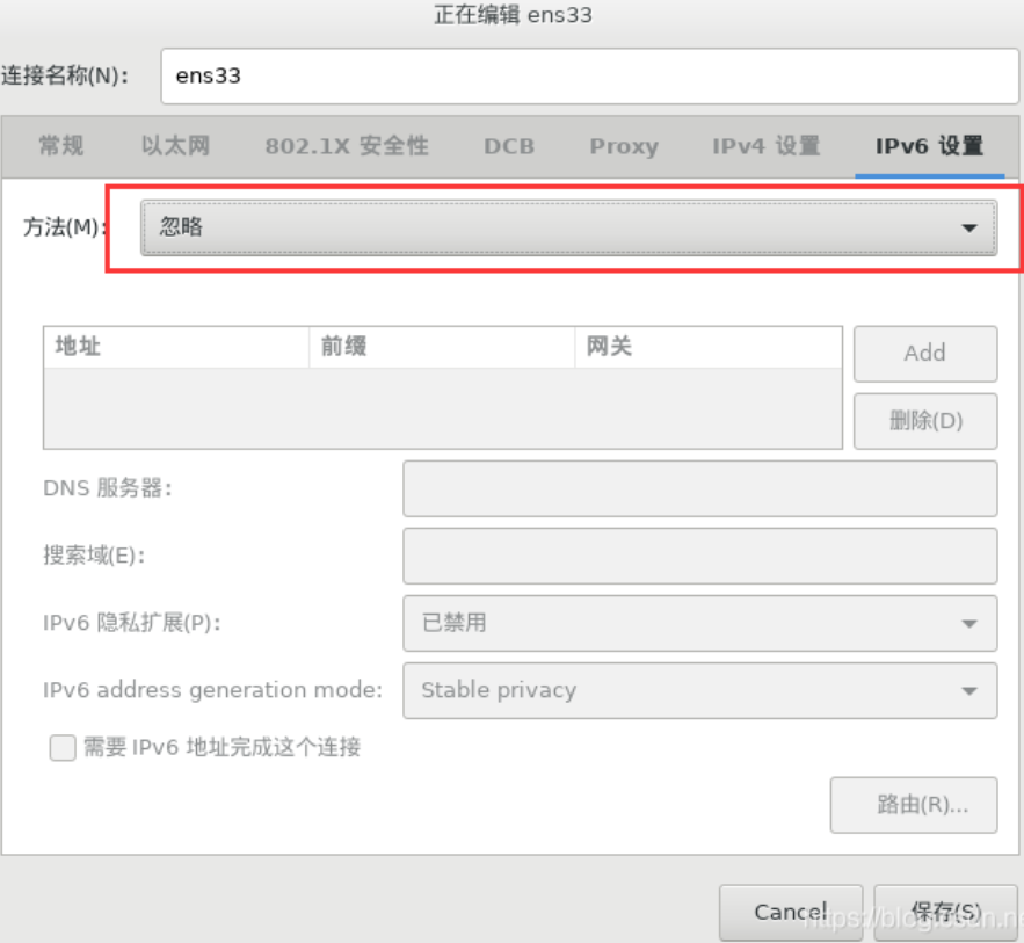 正在编辑 ens33
连接名称(N): ens33
常规 以太网 802.1X 安全性 DCB Proxy IPv4 设置 IPv6 设置
方法(M): 忽略
地址 前缀 网关 Add
删除(D)
DNS 服务器:
搜索域(E):
IPv6 隐私扩展(P): 已禁用
IPv6 address generation mode: Stable privacy
需要 IPv6 地址完成这个连接
路由(R)...
Cancel 保存(S)